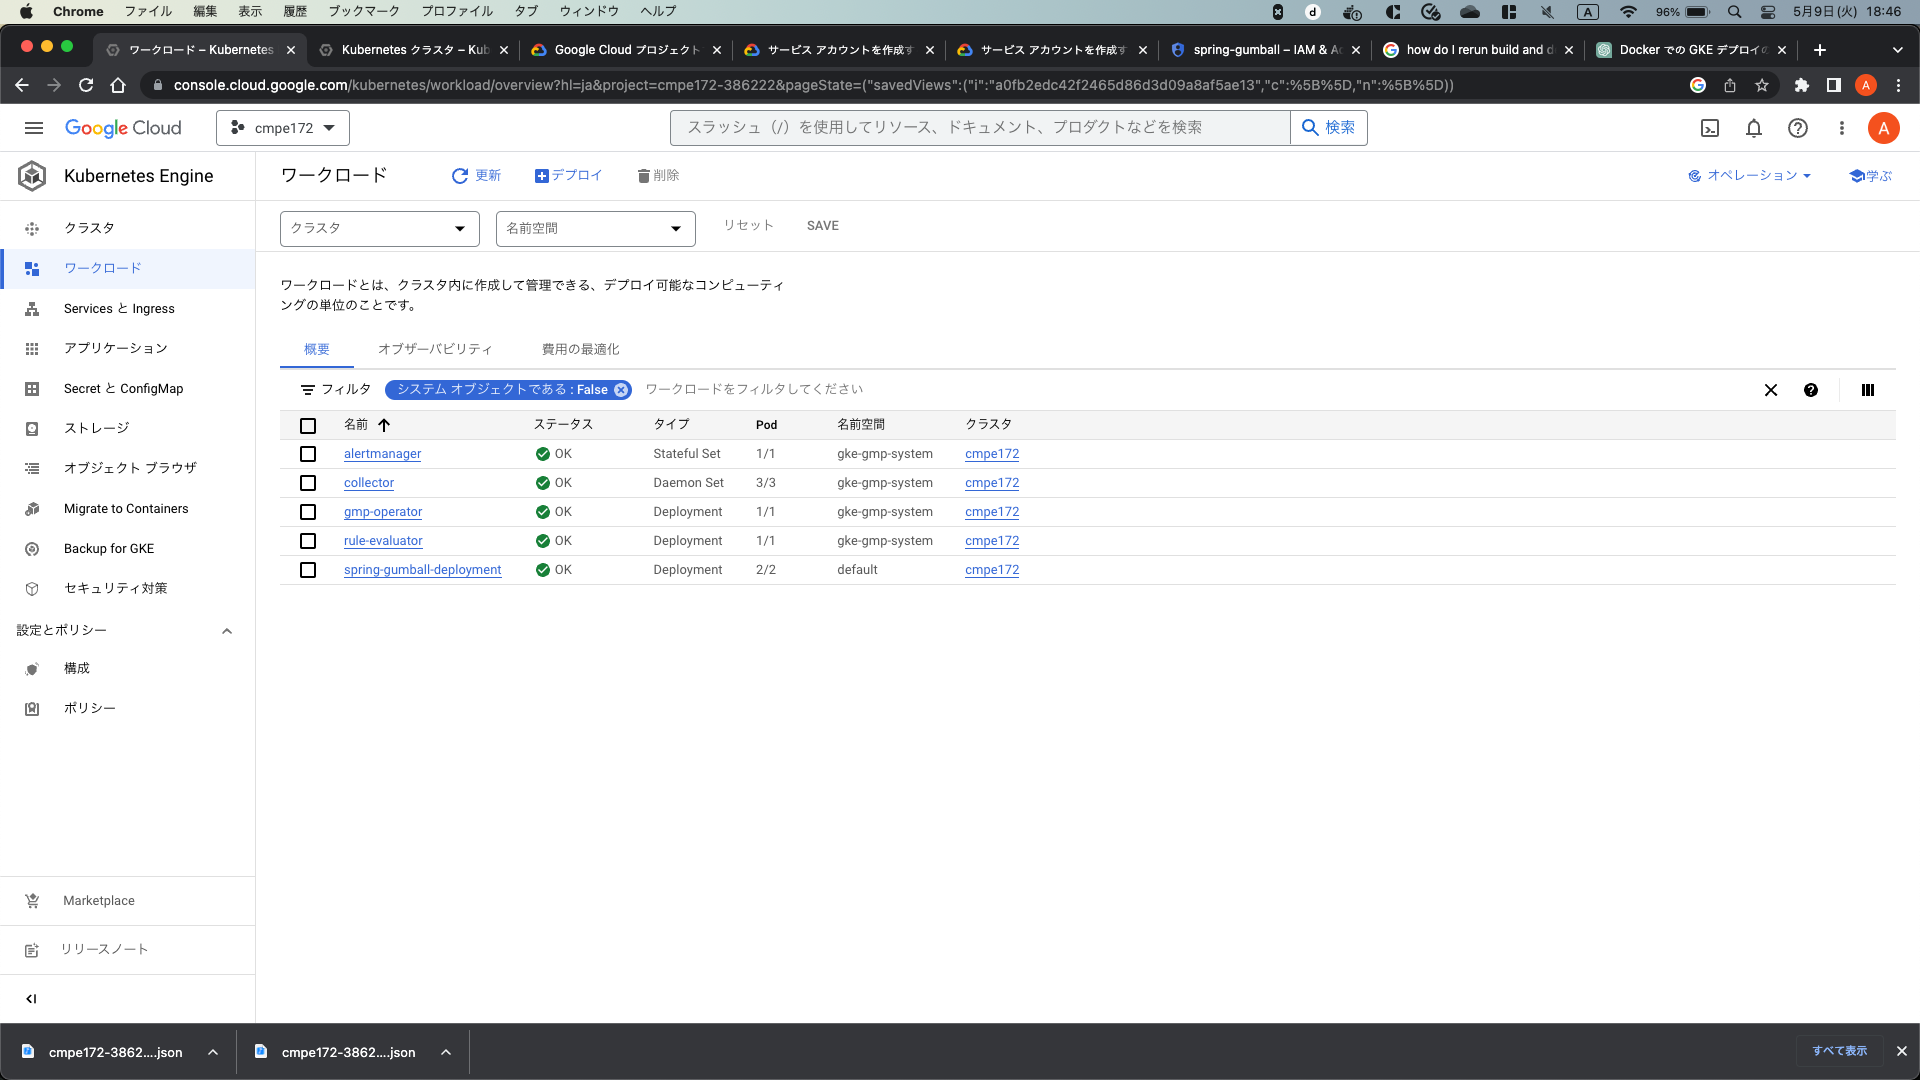 Chrome ファイル 編集 表示 履歴 ブックマーク プロファイル タブ ウィンドウ ヘルプ
A 96% 5月9日(火) 18:46
ワークロード – Kubernetes
Kubernetes クラスタ – Kub
Google Cloud プロジェクト
サービス アカウントを作成す
サービス アカウントを作成す
spring-gumball – IAM & A
how do I rerun build and d
Docker での GKE デプロイの
console.cloud.google.com/kubernetes/workload/overview?hl=ja&project=cmpe172-386222&pageState=("savedViews":("i":"a0fb2edc42f2465d86d3d09a8af5ae13","c":%5B%5D,"n":%5B%5D))
A
Google Cloud
cmpe172
スラッシュ（/）を使用してリソース、ドキュメント、プロダクトなどを検索
検索
A
Kubernetes Engine
クラスタ
ワークロード
Services と Ingress
アプリケーション
Secret と ConfigMap
ストレージ
オブジェクト ブラウザ
Migrate to Containers
Backup for GKE
セキュリティ対策
設定とポリシー
構成
ポリシー
Marketplace
リリースノート
ワークロード
更新
デプロイ
削除
オペレーション
学ぶ
クラスタ
名前空間
リセット
SAVE
ワークロードとは、クラスタ内に作成して管理できる、デプロイ可能なコンピューティ
ングの単位のことです。
概要 オブザーバビリティ 費用の最適化
フィルタ システム オブジェクトである : False ワークロードをフィルタしてください
名前 ステータス タイプ Pod 名前空間 クラスタ
alertmanager OK Stateful Set 1/1 gke-gmp-system cmpe172
collector OK Daemon Set 3/3 gke-gmp-system cmpe172
gmp-operator OK Deployment 1/1 gke-gmp-system cmpe172
rule-evaluator OK Deployment 1/1 gke-gmp-system cmpe172
spring-gumball-deployment OK Deployment 2/2 default cmpe172
cmpe172-3862....json
cmpe172-3862....json
すべて表示